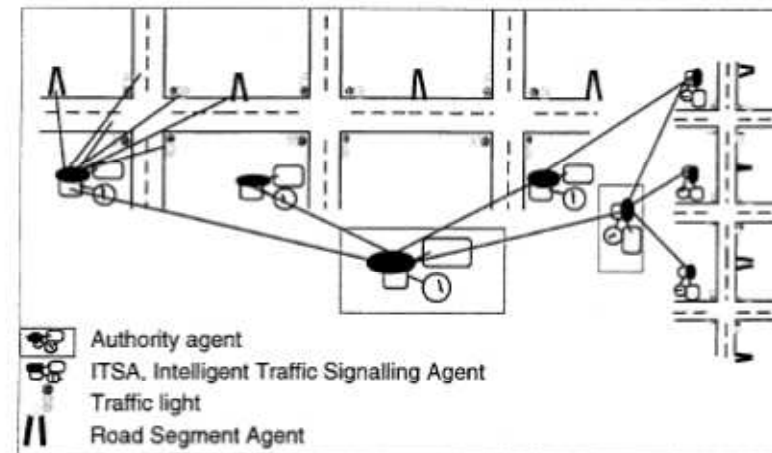 Authority agent
ITSA, Intelligent Traffic Signalling Agent
Traffic light
Road Segment Agent